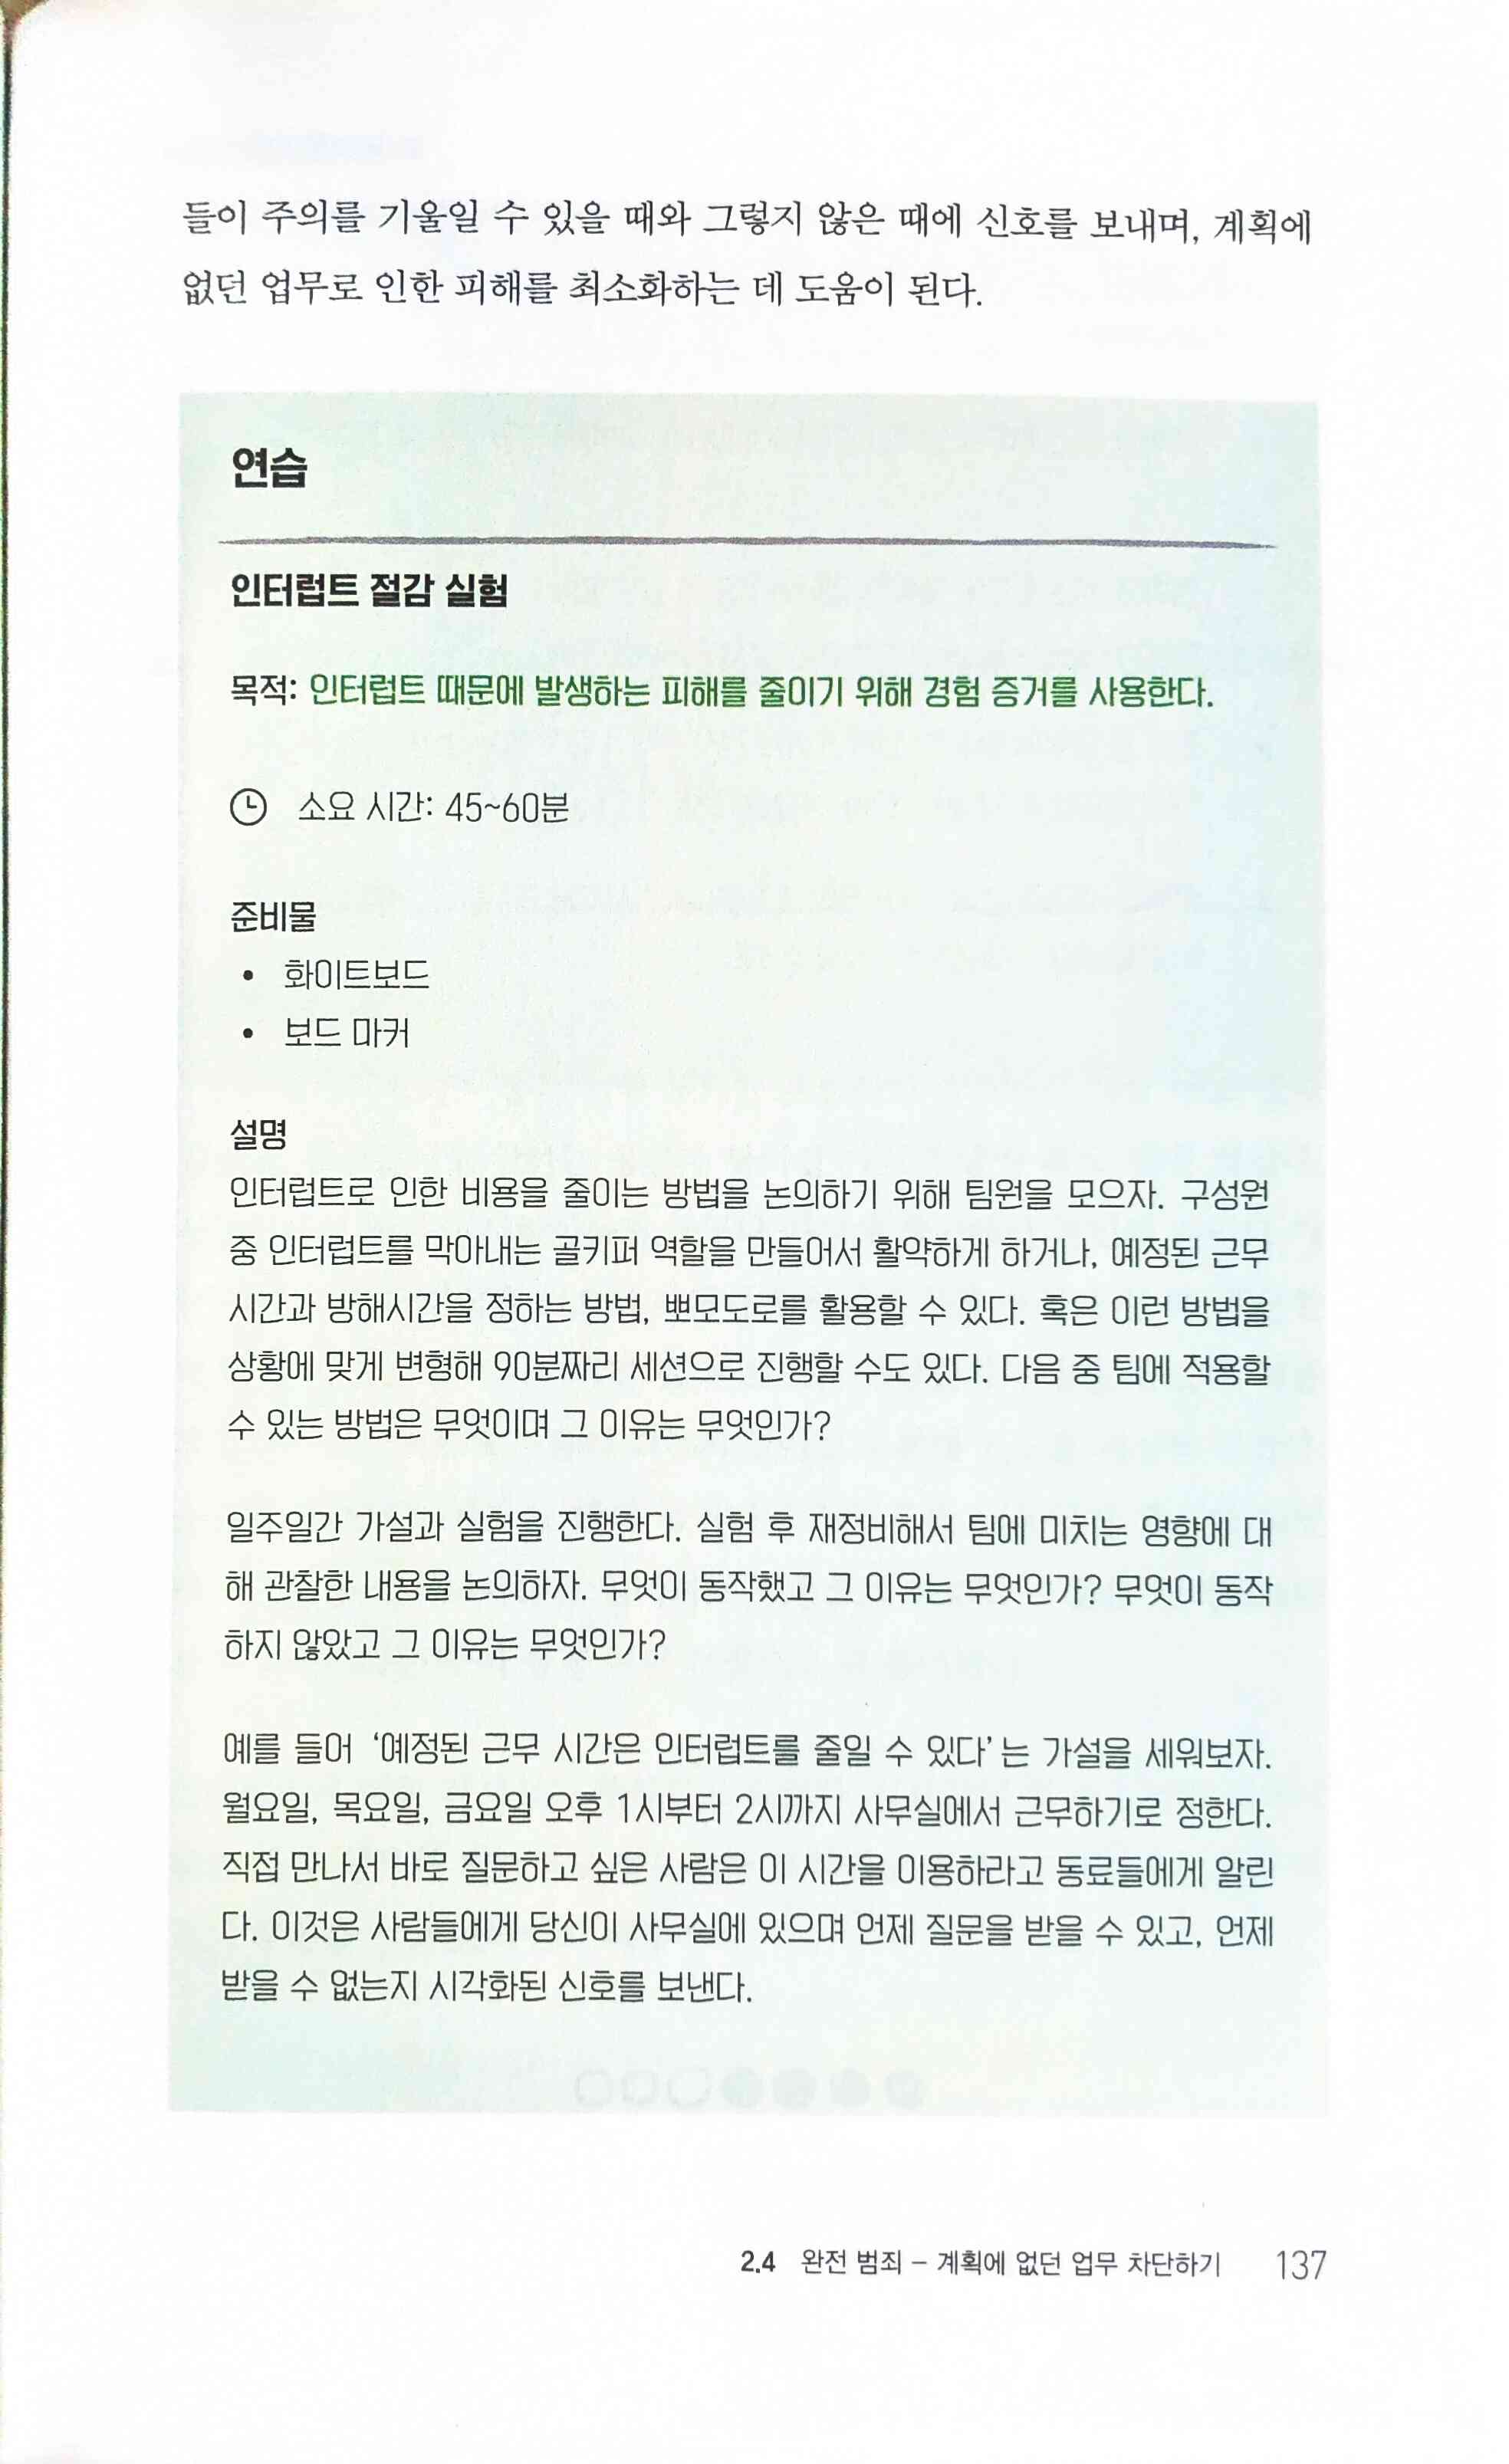 들이 주의를 기울일 수 있을 때와 그렇지 않은 때에 신호를 보내며, 계획에
없던 업무로 인한 피해를 최소화하는 데 도움이 된다.
연습
인터럽트 절감 실험
목적: 인터럽트 때문에 발생하는 피해를 줄이기 위해 경험 증거를 사용한다.
소요 시간: 45~60분
준비물
• 화이트보드
• 보드 마커
설명
인터럽트로 인한 비용을 줄이는 방법을 논의하기 위해 팀원을 모으자. 구성원
중 인터럽트를 막아내는 골키퍼 역할을 만들어서 활약하게 하거나, 예정된 근무
시간과 방해시간을 정하는 방법, 뽀모도로를 활용할 수 있다. 혹은 이런 방법을
상황에 맞게 변형해 90분짜리 세션으로 진행할 수도 있다. 다음 중 팀에 적용할
수 있는 방법은 무엇이며 그 이유는 무엇인가?
일주일간 가설과 실험을 진행한다. 실험 후 재정비해서 팀에 미치는 영향에 대
해 관찰한 내용을 논의하자. 무엇이 동작했고 그 이유는 무엇인가? 무엇이 동작
하지 않았고 그 이유는 무엇인가?
예를 들어 ‘예정된 근무 시간은 인터럽트를 줄일 수 있다’는 가설을 세워보자.
월요일, 목요일, 금요일 오후 1시부터 2시까지 사무실에서 근무하기로 정한다.
직접 만나서 바로 질문하고 싶은 사람은 이 시간을 이용하라고 동료들에게 알린
다. 이것은 사람들에게 당신이 사무실에 있으며 언제 질문을 받을 수 있고, 언제
받을 수 없는지 시각화된 신호를 보낸다.
2.4 완전 범죄 – 계획에 없던 업무 차단하기 137